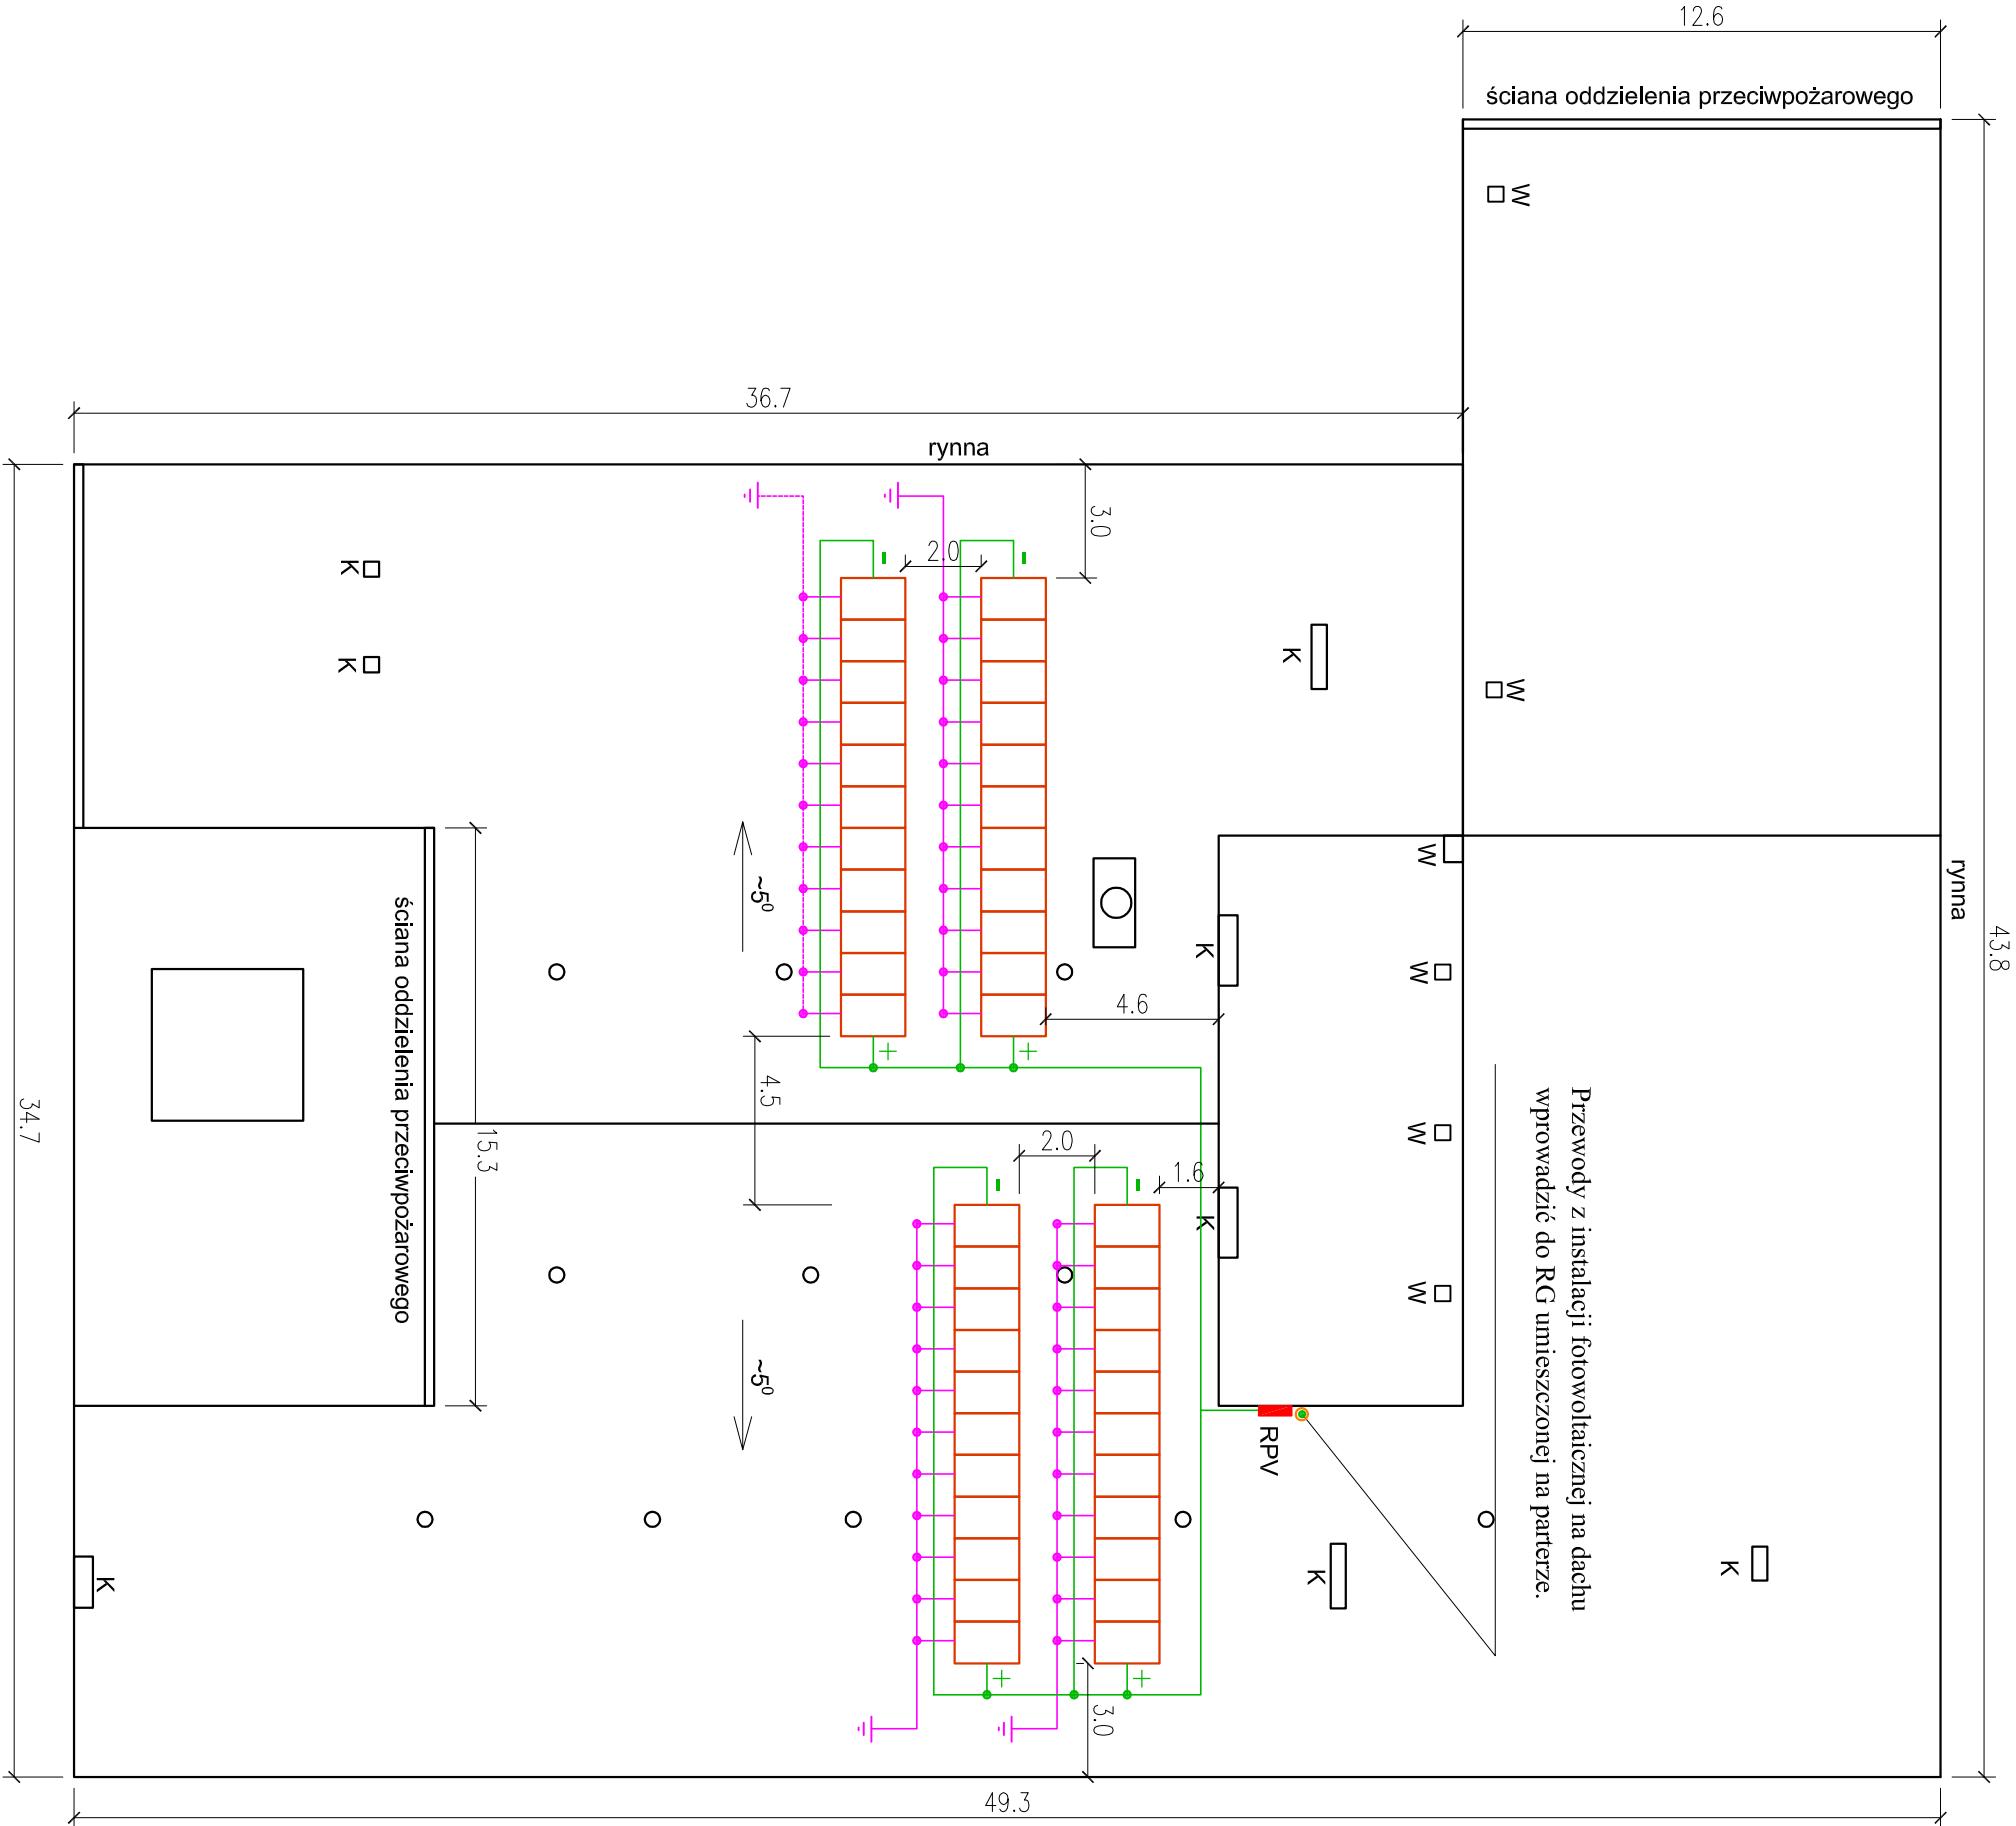 12.6
ściana oddzielenia przeciwpożarowego
W
W
36.7
rynna
3.0
2.0
K
K
K
rynna
43.8
W
~5⁰
K
W
4.6
ściana oddzielenia przeciwpożarowego
+
+
4.5
34.7
15.3
2.0
1.6
W
K
Przewody z instalacji fotowoltaicznej na dachu
wprowadzić do RG umieszczonej na parterze.
W
~5⁰
RPV
K
K
K
+
+
3.0
49.3